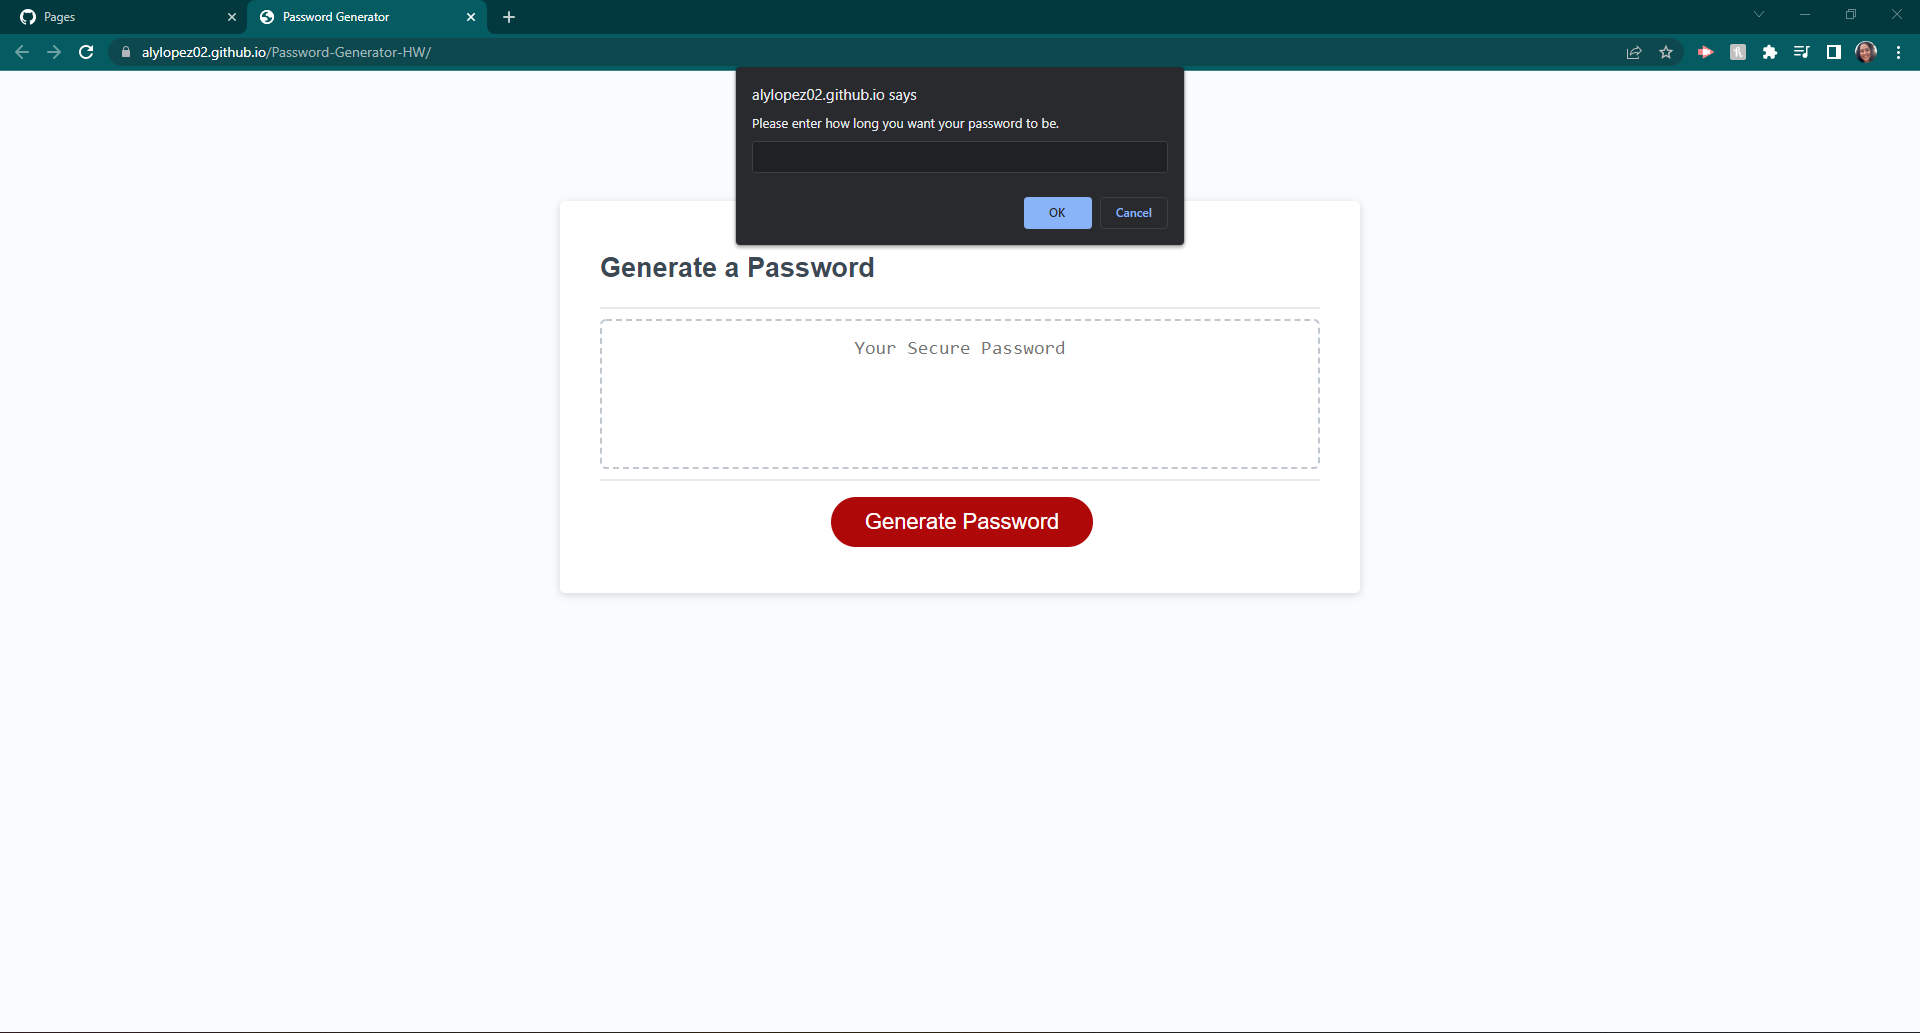 Pages
Password Generator
alylopez02.github.io/Password-Generator-HW/
alylopez02.github.io says
Please enter how long you want your password to be.
OK
Cancel
Generate a Password
Your Secure Password
Generate Password